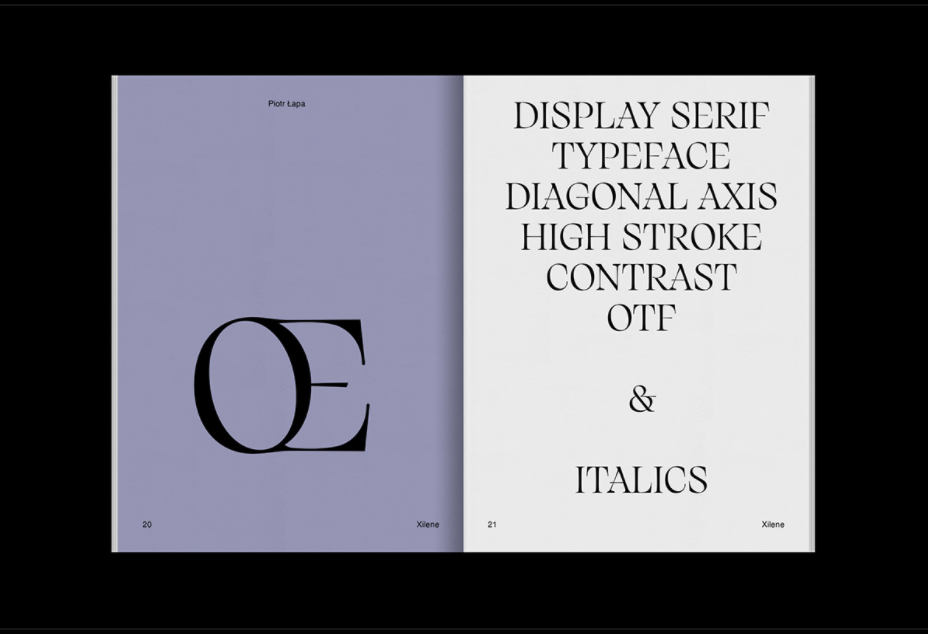 Piotr Łapa
Œ
20
Xilene
DISPLAY SERIF
TYPEFACE
DIAGONAL AXIS
HIGH STROKE
CONTRAST
OTF
&
ITALICS
21
Xilene